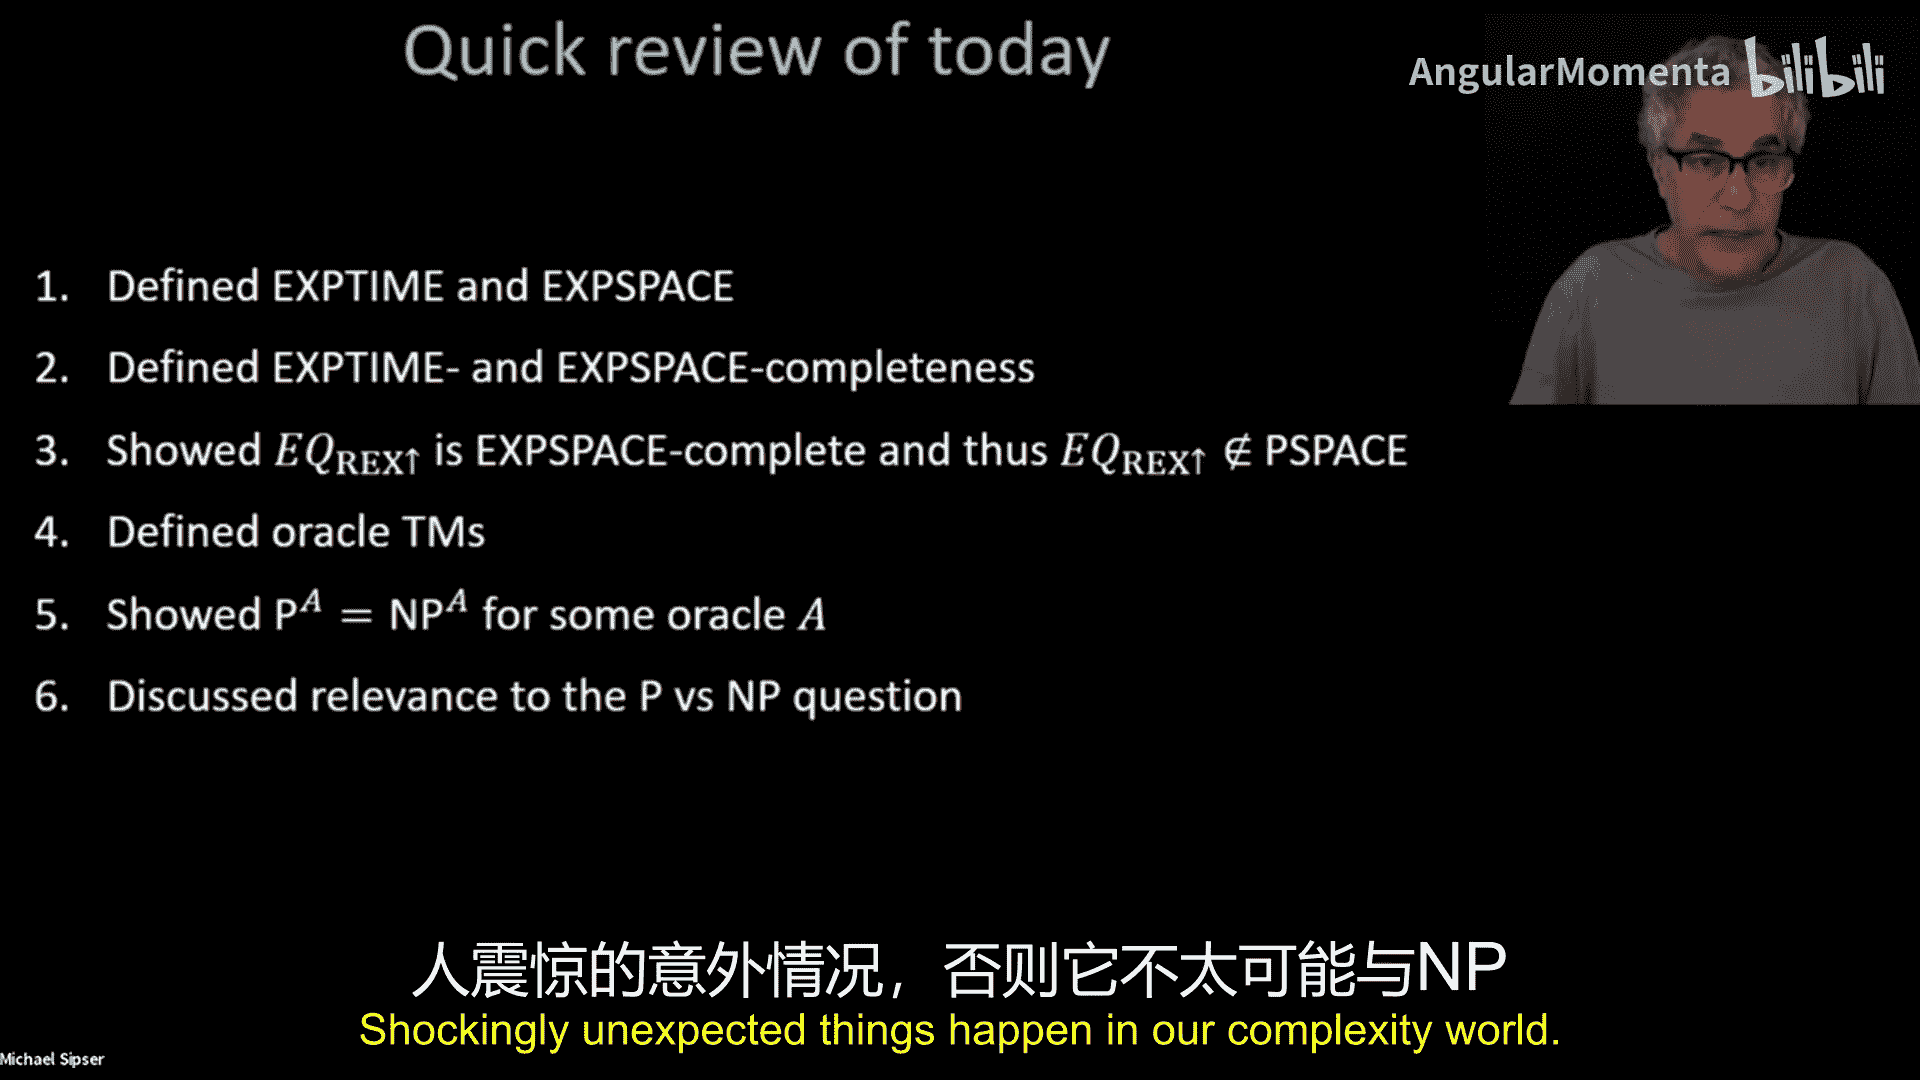 Quick review of today
AngularMomenta bilibili
1. Defined EXPTIME and EXPSPACE
2. Defined EXPTIME- and EXPSPACE-completeness
3. Showed EQ_REX↑ is EXPSPACE-complete and thus EQ_REX↑ ∉ PSPACE
4. Defined oracle TMs
5. Showed P^A = NP^A for some oracle A
6. Discussed relevance to the P vs NP question
人震惊的意外情况，否则它不太可能与NP
Shockingly unexpected things happen in our complexity world.
Michael Sipser